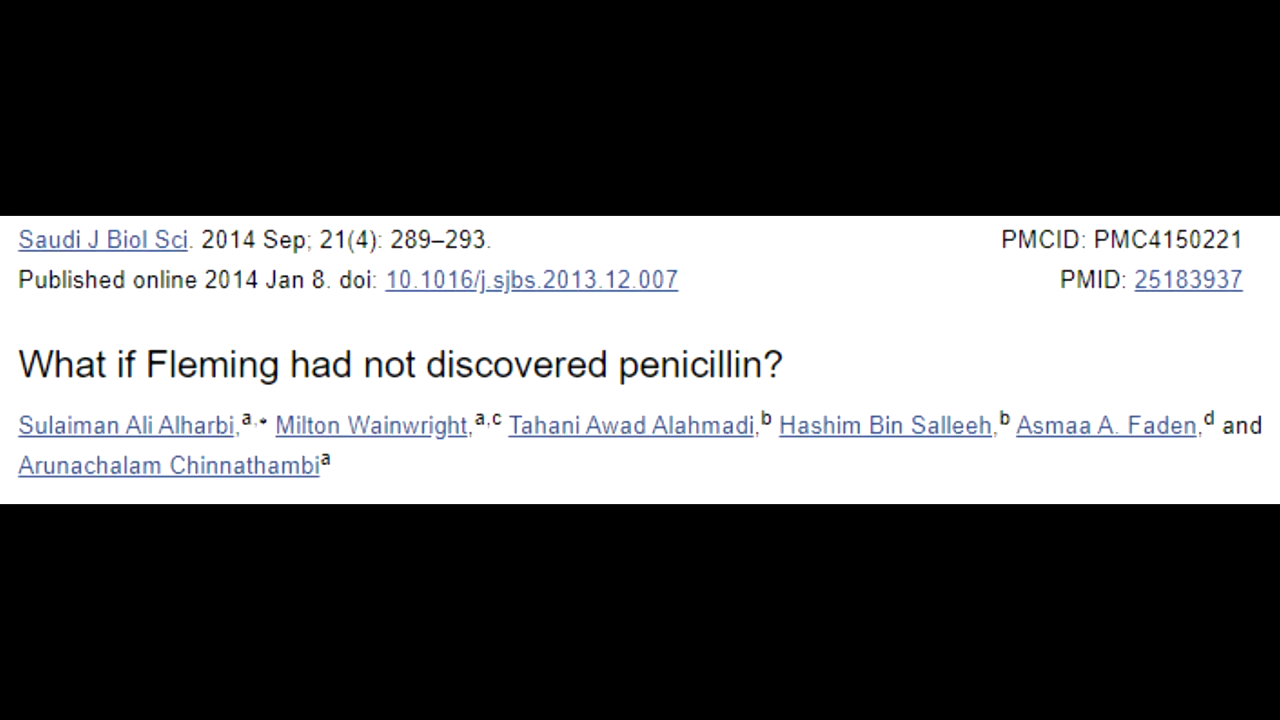 Saudi J Biol Sci. 2014 Sep; 21(4): 289–293.
PMCID: PMC4150221
Published online 2014 Jan 8. doi: 10.1016/j.sjbs.2013.12.007
PMID: 25183937
What if Fleming had not discovered penicillin?
Sulaiman Ali Alharbi,a,* Milton Wainwright,a,c Tahani Awad Alahmadi,b Hashim Bin Salleeh,b Asmaa A. Faden,d and
Arunachalam Chinnathambia